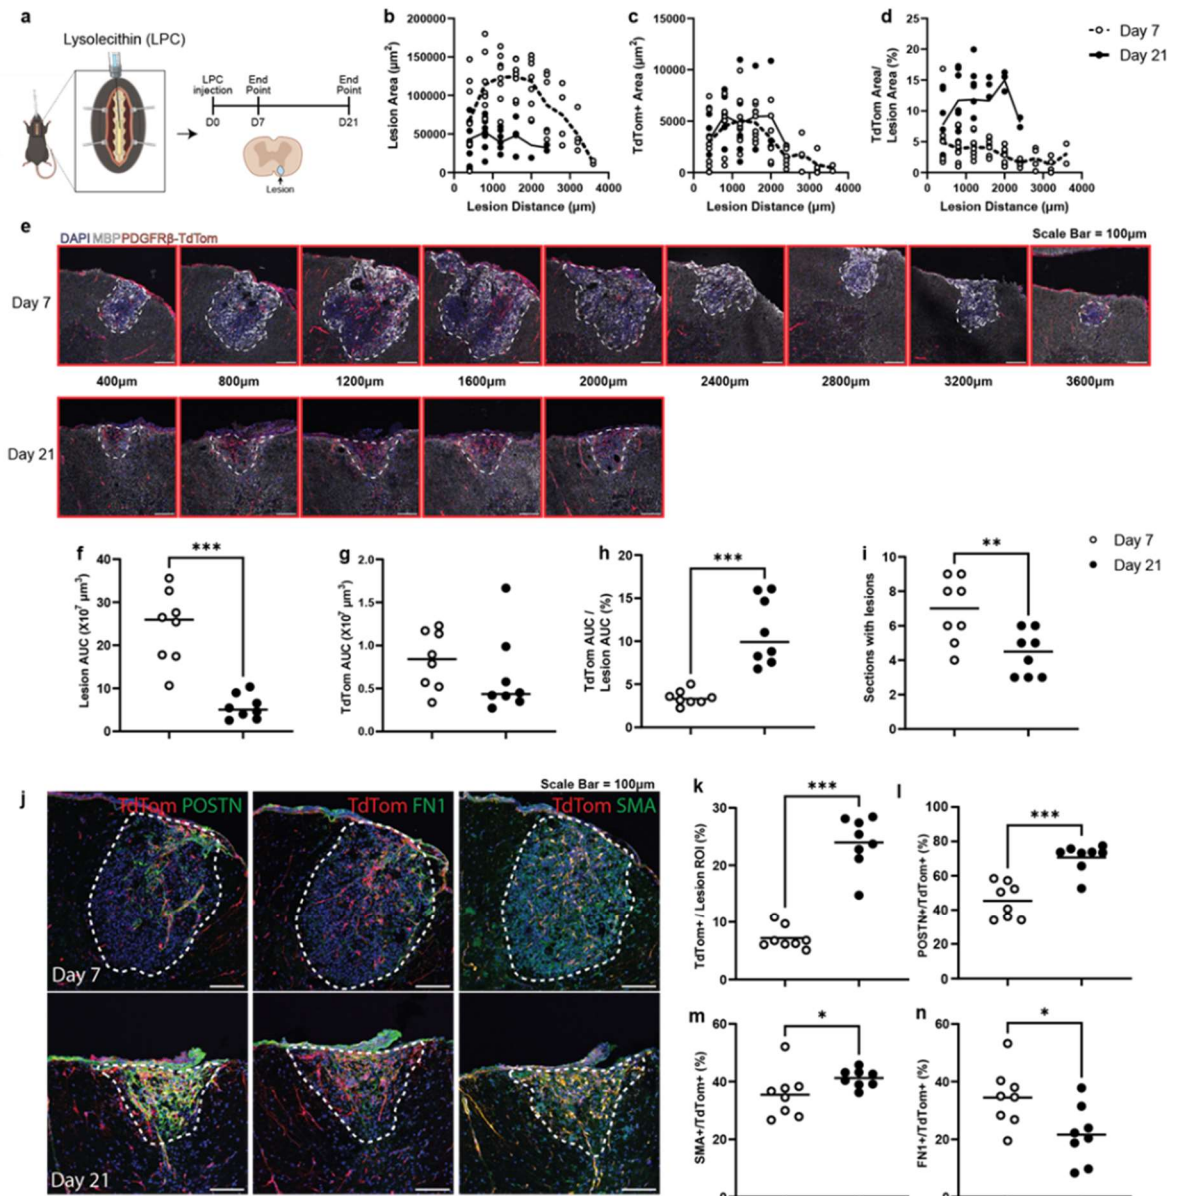 a
Lysolecithin (LPC)
LPC injection
D0
End Point
D7
End Point
D21
Lesion
b
Lesion Area (µm²)
200000
150000
100000
50000
0
0 1000 2000 3000 4000
Lesion Distance (µm)
c
TdTom+ Area (µm²)
15000
10000
5000
0
0 1000 2000 3000 4000
Lesion Distance (µm)
d
TdTom Area/
Lesion Area (%)
25
20
15
10
5
0
0 1000 2000 3000 4000
Lesion Distance (µm)
Day 7
Day 21
e
DAPI MBP PDGFRβ-TdTom
Scale Bar = 100µm
Day 7
400µm 800µm 1200µm 1600µm 2000µm 2400µm 2800µm 3200µm 3600µm
Day 21
f
Lesion AUC (X10⁷ µm³)
40
30
20
10
0
***
g
TdTom AUC (X10⁷ µm³)
2.0
1.5
1.0
0.5
0.0
h
TdTom AUC /
Lesion AUC (%)
20
15
10
5
0
***
i
Sections with lesions
10
8
6
4
2
0
**
Day 7
Day 21
j
Scale Bar = 100µm
TdTom POSTN
TdTom FN1
TdTom SMA
Day 7
Day 21
k
TdTom+ / Lesion ROI (%)
30
20
10
0
***
l
POSTN+/TdTom+ (%)
100
80
60
40
20
0
***
m
SMA+/TdTom+ (%)
60
40
20
*
n
FN1+/TdTom+ (%)
60
40
20
*